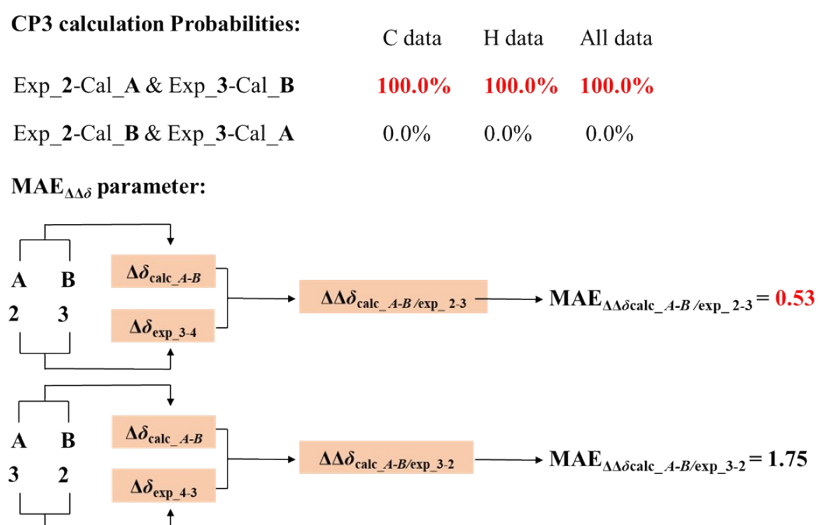 CP3 calculation Probabilities:
C data H data All data
Exp_2-Cal_A & Exp_3-Cal_B 100.0% 100.0% 100.0%
Exp_2-Cal_B & Exp_3-Cal_A 0.0% 0.0% 0.0%
MAEΔΔδ parameter:
A B
2 3
Δδcalc_A-B
Δδexp_3-4
ΔΔδcalc_A-B/exp_2-3
MAEΔΔδcalc_A-B/exp_2-3 = 0.53
A B
3 2
Δδcalc_A-B
Δδexp_4-3
ΔΔδcalc_A-B/exp_3-2
MAEΔΔδcalc_A-B/exp_3-2 = 1.75